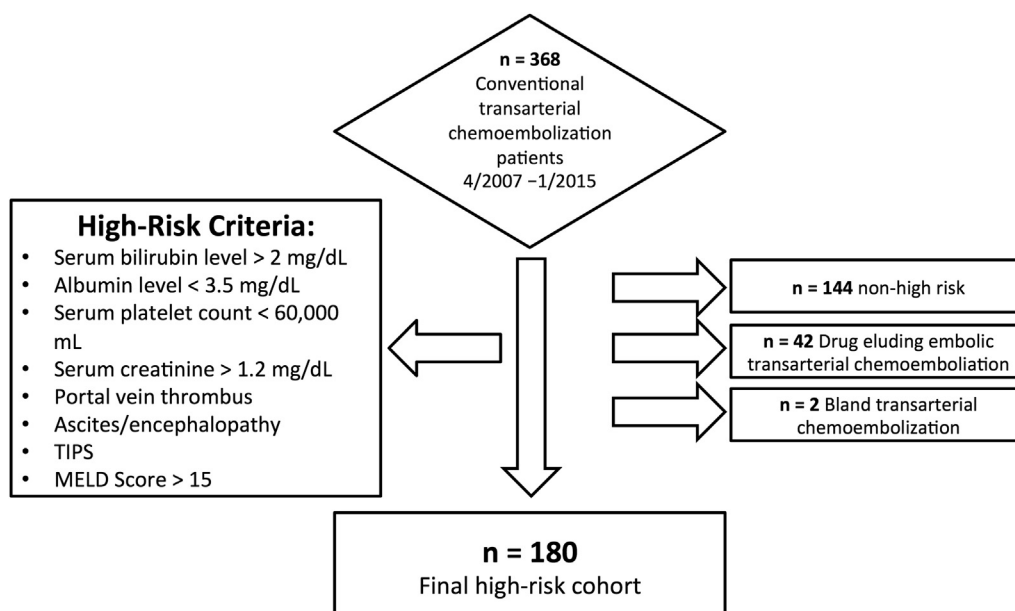 n = 368
Conventional
transarterial
chemoembolization
patients
4/2007 –1/2015
High-Risk Criteria:
• Serum bilirubin level > 2 mg/dL
• Albumin level < 3.5 mg/dL
• Serum platelet count < 60,000
mL
• Serum creatinine > 1.2 mg/dL
• Portal vein thrombus
• Ascites/encephalopathy
• TIPS
• MELD Score > 15
n = 144 non-high risk
n = 42 Drug eluding embolic
transarterial chemoemboliation
n = 2 Bland transarterial
chemoembolization
n = 180
Final high-risk cohort